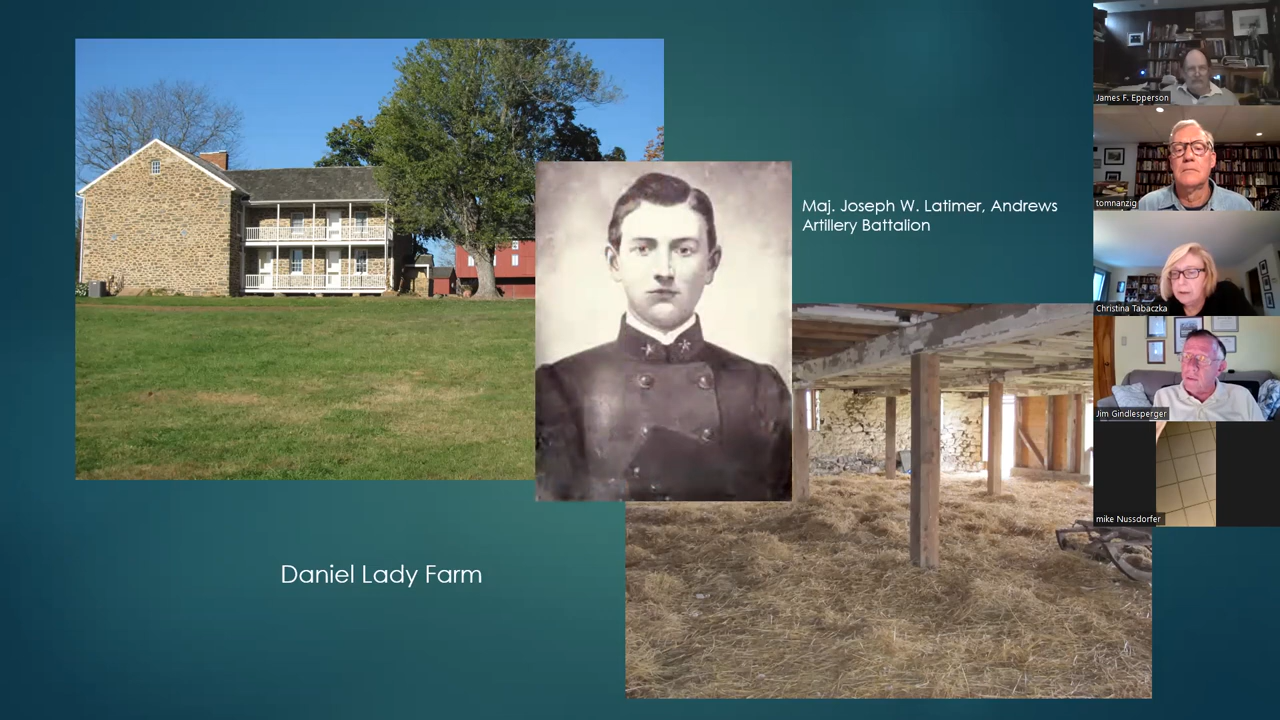 Maj. Joseph W. Latimer, Andrews
Artillery Battalion
Daniel Lady Farm
James F. Epperson
tomnanzig
Christina Tabaczka
Jim Gindlesperger
mike Nussdorfer